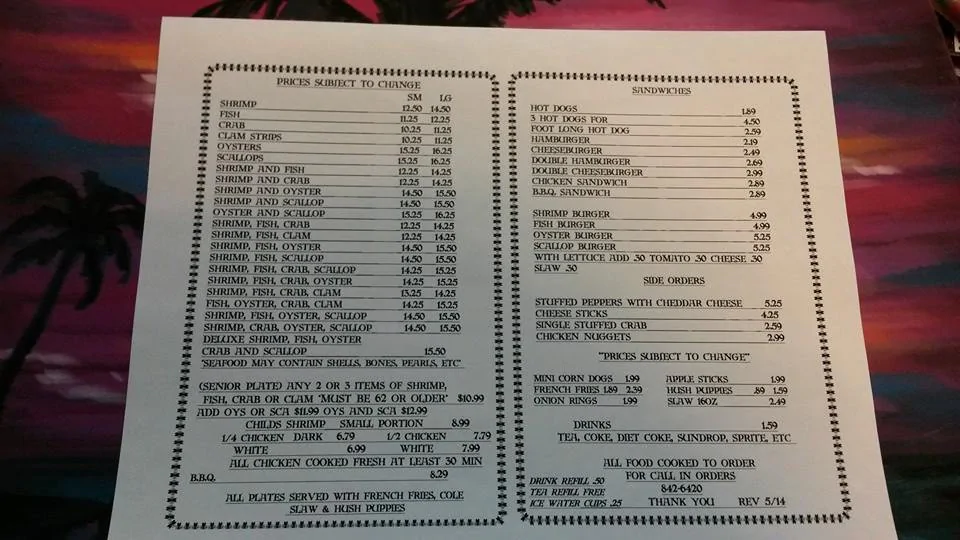 PRICES SUBJECT TO CHANGE
SM LG
SHRIMP 12.50 14.50
FISH 11.25 12.25
CRAB 10.25 11.25
CLAM STRIPS 10.25 11.25
OYSTERS 15.25 16.25
SCALLOPS 15.25 16.25
SHRIMP AND FISH 12.25 14.25
SHRIMP AND CRAB 12.25 14.25
SHRIMP AND OYSTER 14.50 15.50
SHRIMP AND SCALLOP 14.50 15.50
OYSTER AND SCALLOP 15.25 16.25
SHRIMP, FISH, CRAB 12.25 14.25
SHRIMP, FISH, CLAM 12.25 14.25
SHRIMP, FISH, OYSTER 14.50 15.50
SHRIMP, FISH, SCALLOP 14.50 15.50
SHRIMP, FISH, CRAB, SCALLOP 14.25 15.25
SHRIMP, FISH, CRAB, OYSTER 14.25 15.25
SHRIMP, FISH, CRAB, CLAM 13.25 14.25
FISH, OYSTER, CRAB, CLAM 14.25 15.25
SHRIMP, FISH, OYSTER, SCALLOP 14.50 15.50
SHRIMP, CRAB, OYSTER, SCALLOP 14.50 15.50
DELUXE SHRIMP, FISH, OYSTER
CRAB AND SCALLOP 15.50
"SEAFOOD MAY CONTAIN SHELLS, BONES, PEARLS, ETC"
(SENIOR PLATE) ANY 2 OR 3 ITEMS OF SHRIMP,
FISH, CRAB OR CLAM "MUST BE 62 OR OLDER" $10.99
ADD OYS OR SCA $11.99 OYS AND SCA $12.99
CHILDS SHRIMP SMALL PORTION 8.99
1/4 CHICKEN DARK 6.79 1/2 CHICKEN 7.79
WHITE 6.99 WHITE 7.99
ALL CHICKEN COOKED FRESH AT LEAST 30 MIN
B.B.Q. 8.29
ALL PLATES SERVED WITH FRENCH FRIES, COLE
SLAW & HUSH PUPPIES
SANDWICHES
HOT DOGS 1.89
3 HOT DOGS FOR 4.50
FOOT LONG HOT DOG 2.59
HAMBURGER 2.19
CHEESEBURGER 2.49
DOUBLE HAMBURGER 2.69
DOUBLE CHEESEBURGER 2.99
CHICKEN SANDWICH 2.89
B.B.Q. SANDWICH 2.89
SHRIMP BURGER 4.99
FISH BURGER 4.99
OYSTER BURGER 5.25
SCALLOP BURGER 5.25
WITH LETTUCE ADD .30 TOMATO .30 CHEESE .30
SLAW .30
SIDE ORDERS
STUFFED PEPPERS WITH CHEDDAR CHEESE 5.25
CHEESE STICKS 4.25
SINGLE STUFFED CRAB 2.59
CHICKEN NUGGETS 2.99
"PRICES SUBJECT TO CHANGE"
MINI CORN DOGS 1.99 APPLE STICKS 1.99
FRENCH FRIES 1.89 2.39 HUSH PUPPIES .89 1.59
ONION RINGS 1.99 SLAW 16OZ 2.49
DRINKS 1.59
TEA, COKE, DIET COKE, SUNDROP, SPRITE, ETC
ALL FOOD COOKED TO ORDER
FOR CALL IN ORDERS
DRINK REFILL .50
842-6420
TEA REFILL FREE
ICE WATER CUPS .25 THANK YOU REV 5/14